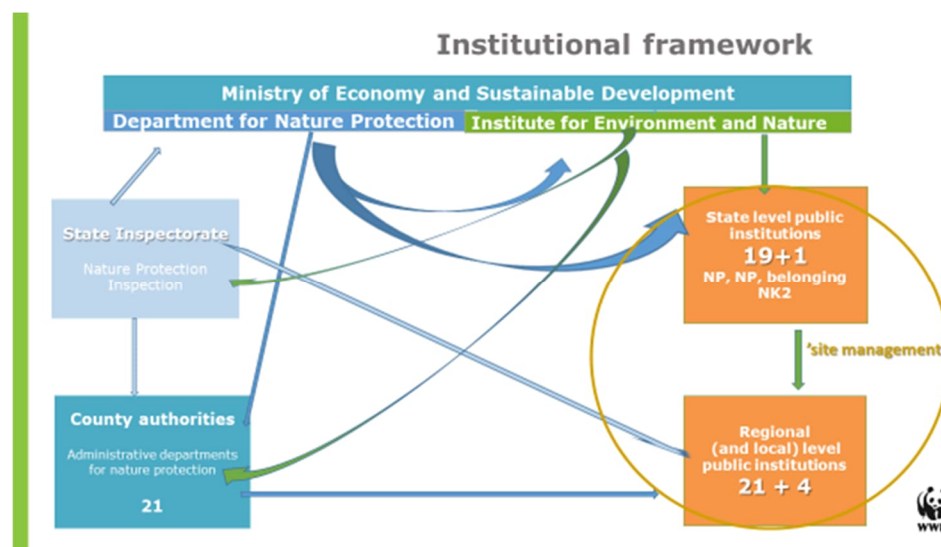 Institutional framework
Ministry of Economy and Sustainable Development
Department for Nature Protection
Institute for Environment and Nature
State Inspectorate
Nature Protection
Inspection
State level public
institutions
19+1
NP, NP, belonging
NK2
'site management
County authorities
Administrative departments
for nature protection
21
Regional
(and local) level
public institutions
21 + 4